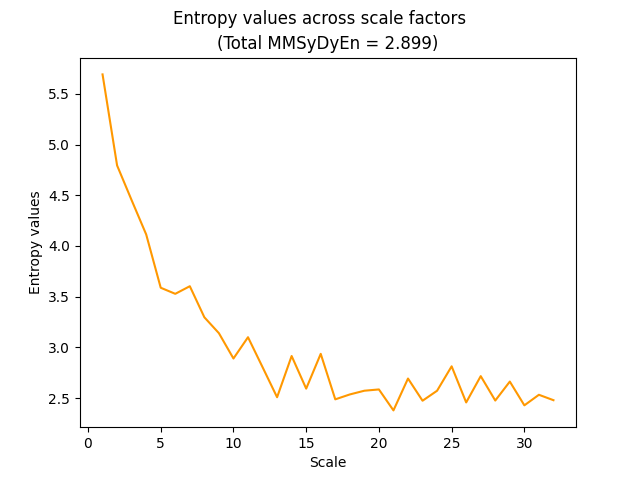 Entropy values across scale factors
(Total MMSyDyEn = 2.899)
Entropy values
5.5
5.0
4.5
4.0
3.5
3.0
2.5
0 5 10 15 20 25 30
Scale